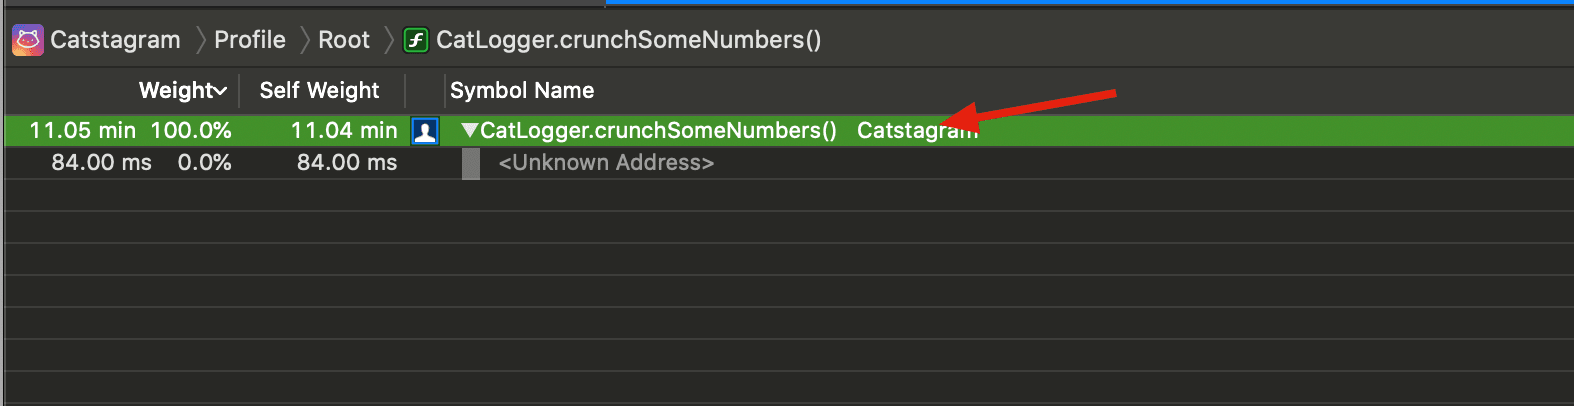 Catstagram Profile Root CatLogger.crunchSomeNumbers()
Weight Self Weight Symbol Name
11.05 min 100.0% 11.04 min CatLogger.crunchSomeNumbers() Catstagram
84.00 ms 0.0% 84.00 ms <Unknown Address>